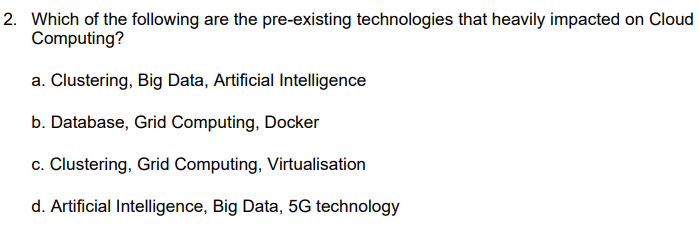 2. Which of the following are the pre-existing technologies that heavily impacted on Cloud
Computing?
a. Clustering, Big Data, Artificial Intelligence
b. Database, Grid Computing, Docker
c. Clustering, Grid Computing, Virtualisation
d. Artificial Intelligence, Big Data, 5G technology